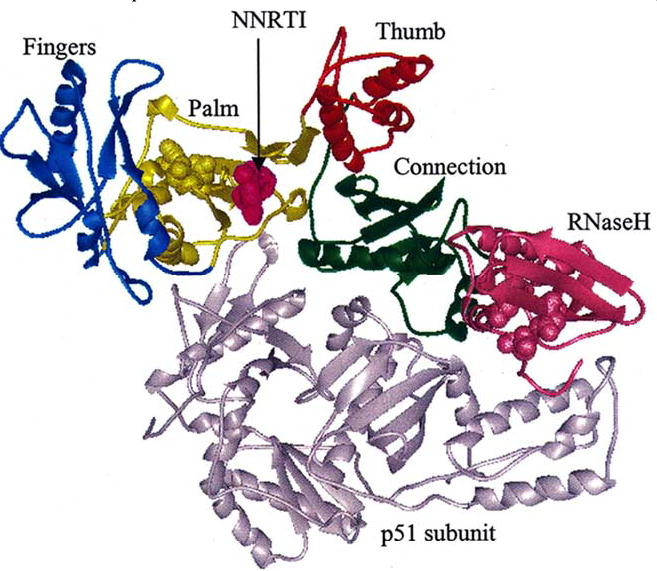 NNRTI
Fingers
Thumb
Palm
Connection
RNaseH
p51 subunit